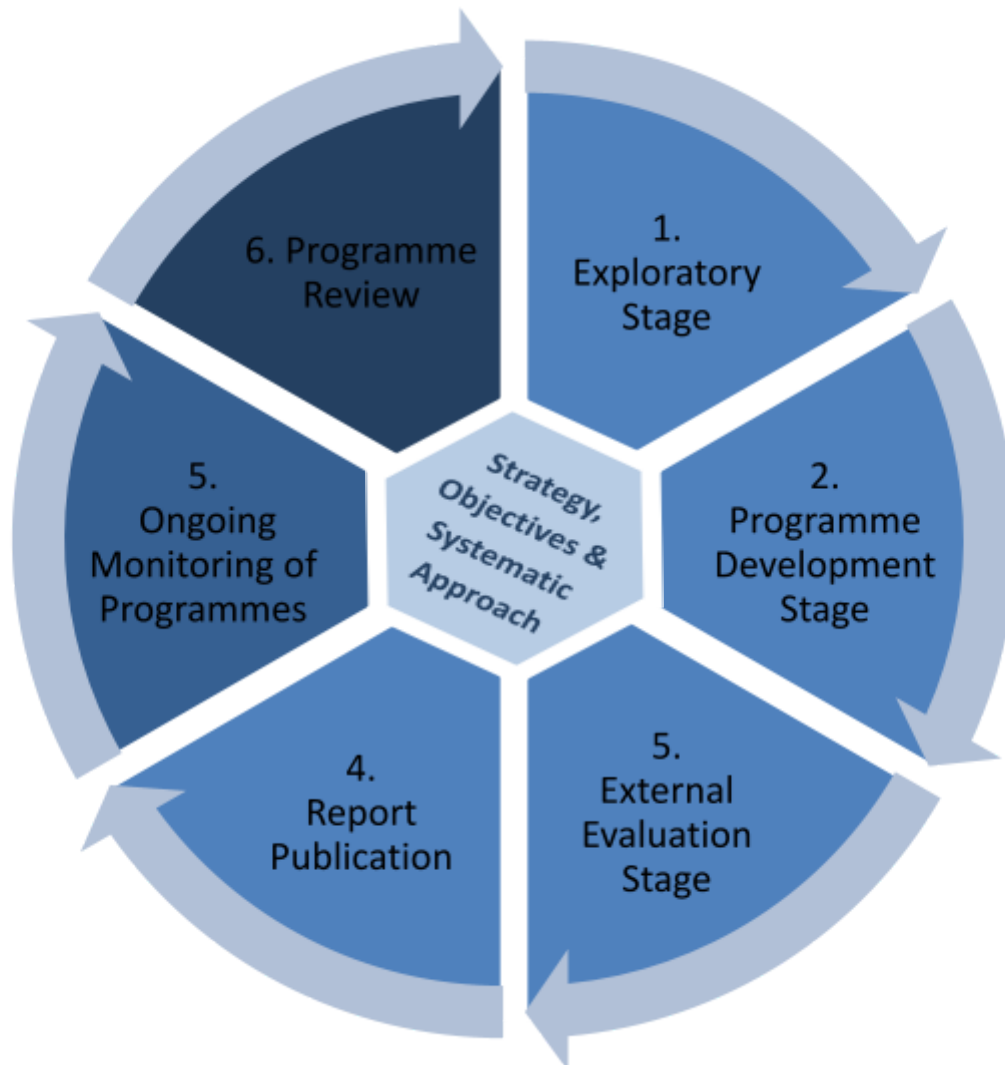 1.
Exploratory
Stage
2.
Programme
Development
Stage
5.
External
Evaluation
Stage
4.
Report
Publication
5.
Ongoing
Monitoring of
Programmes
6. Programme
Review
Strategy,
Objectives &
Systematic
Approach